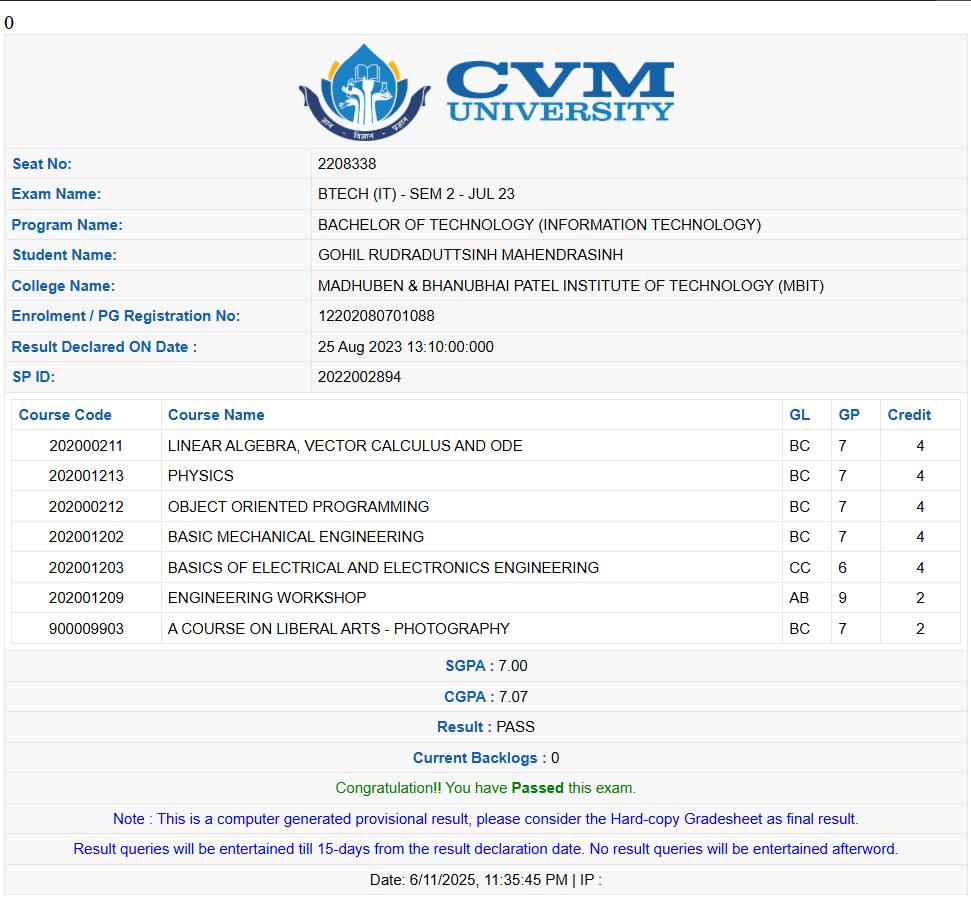 0
CVM
UNIVERSITY
ज्ञान - विज्ञान - प्रज्ञान
Seat No: 2208338
Exam Name: BTECH (IT) - SEM 2 - JUL 23
Program Name: BACHELOR OF TECHNOLOGY (INFORMATION TECHNOLOGY)
Student Name: GOHIL RUDRADUTTSINH MAHENDRASINH
College Name: MADHUBEN & BHANUBHAI PATEL INSTITUTE OF TECHNOLOGY (MBIT)
Enrolment / PG Registration No: 12202080701088
Result Declared ON Date : 25 Aug 2023 13:10:00:000
SP ID: 2022002894
Course Code Course Name GL GP Credit
202000211 LINEAR ALGEBRA, VECTOR CALCULUS AND ODE BC 7 4
202001213 PHYSICS BC 7 4
202000212 OBJECT ORIENTED PROGRAMMING BC 7 4
202001202 BASIC MECHANICAL ENGINEERING BC 7 4
202001203 BASICS OF ELECTRICAL AND ELECTRONICS ENGINEERING CC 6 4
202001209 ENGINEERING WORKSHOP AB 9 2
900009903 A COURSE ON LIBERAL ARTS - PHOTOGRAPHY BC 7 2
SGPA : 7.00
CGPA : 7.07
Result : PASS
Current Backlogs : 0
Congratulation!! You have Passed this exam.
Note : This is a computer generated provisional result, please consider the Hard-copy Gradesheet as final result.
Result queries will be entertained till 15-days from the result declaration date. No result queries will be entertained afterword.
Date: 6/11/2025, 11:35:45 PM | IP :